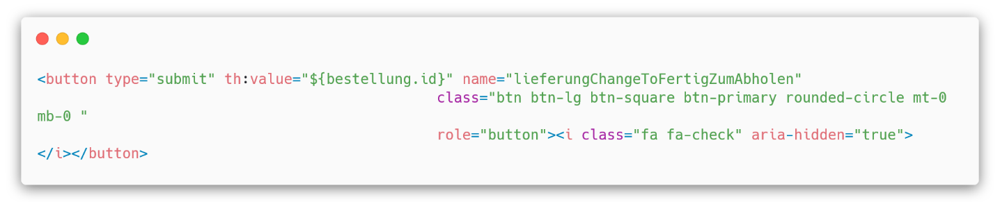 <button type="submit" th:value="${bestellung.id}" name="lieferungChangeToFertigZumAbholen"
class="btn btn-lg btn-square btn-primary rounded-circle mt-0
mb-0 "
role="button"><i class="fa fa-check" aria-hidden="true">
</i></button>